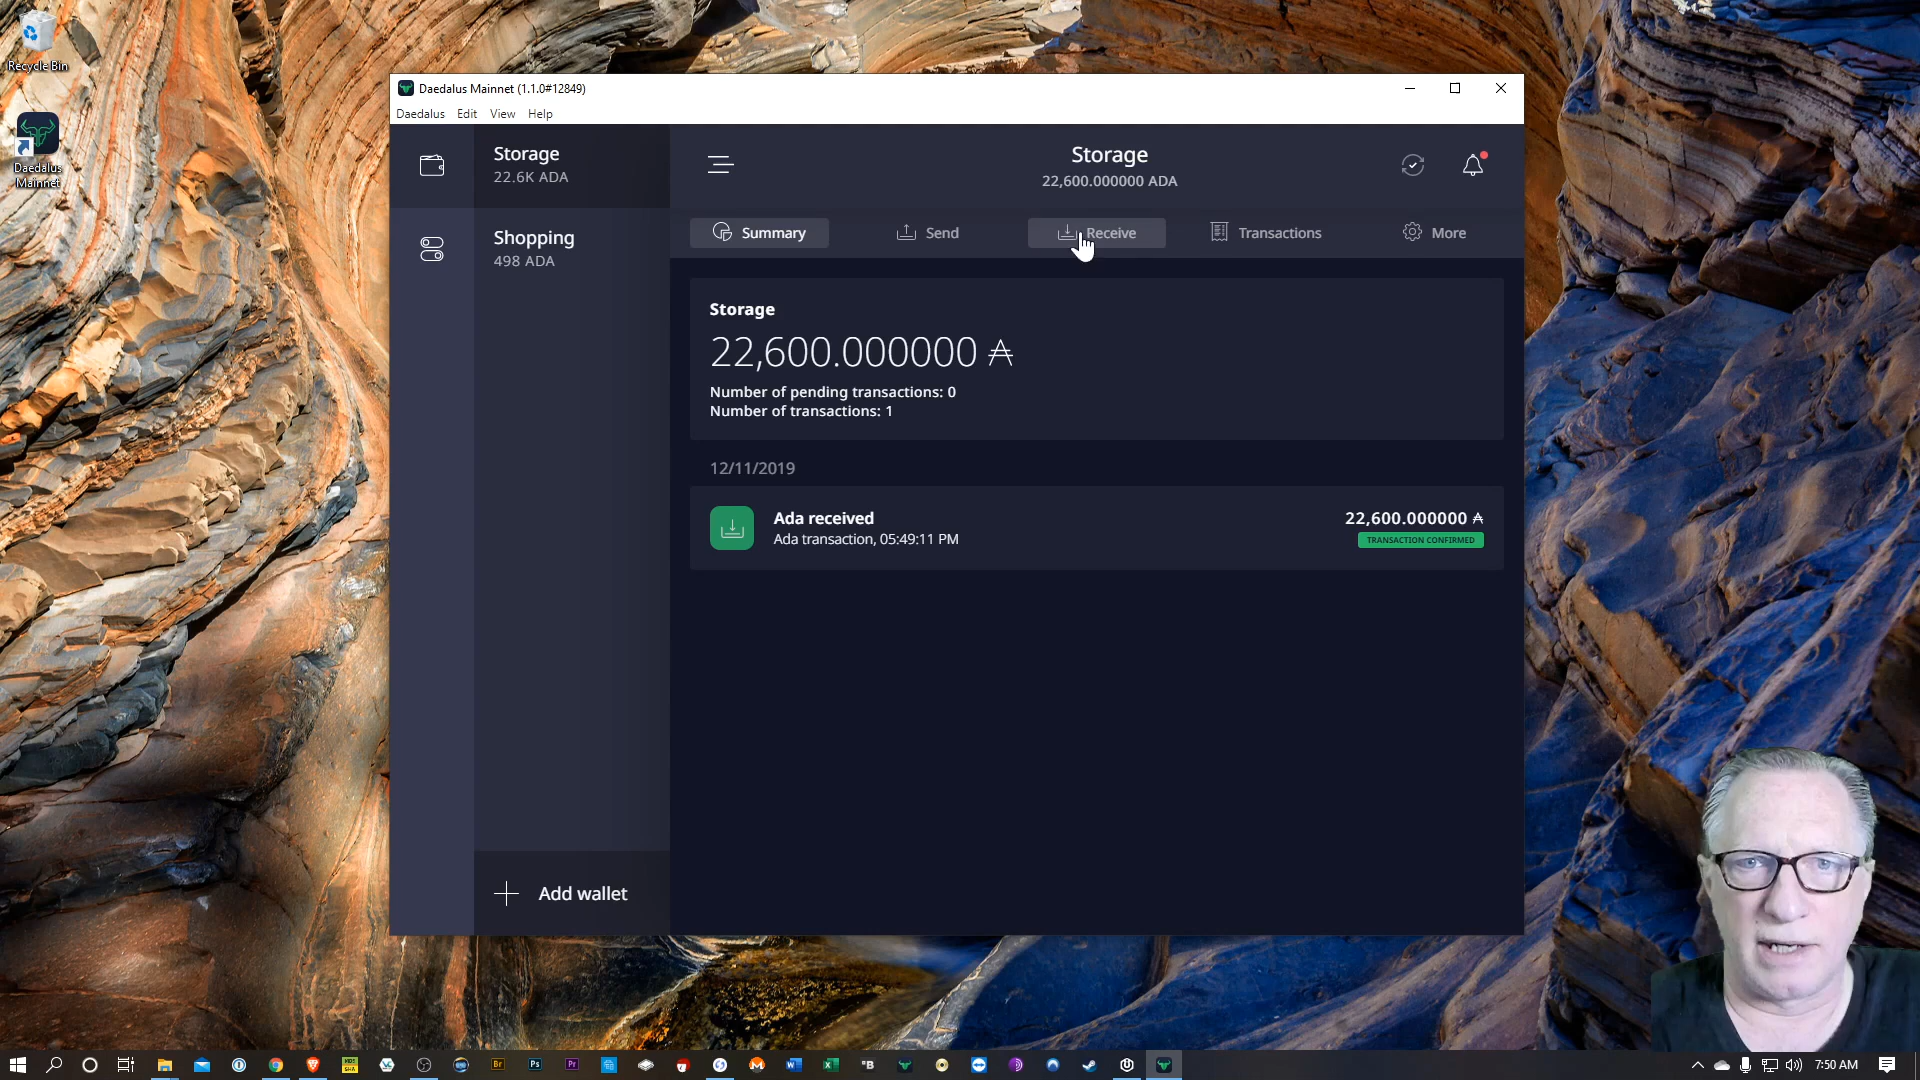 Recycle Bin
Daedalus
Mainnet
Daedalus Mainnet (1.1.0#12849)
Daedalus Edit View Help
Storage
22.6K ADA
Shopping
498 ADA
Add wallet
Storage
22,600.000000 ADA
Summary
Send
Receive
Transactions
More
Storage
22,600.000000 ₳
Number of pending transactions: 0
Number of transactions: 1
12/11/2019
Ada received
Ada transaction, 05:49:11 PM
22,600.000000 ₳
TRANSACTION CONFIRMED
Br
Ps
Pr
7:50 AM